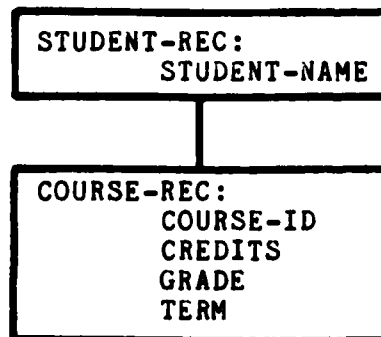 STUDENT-REC:
STUDENT-NAME
COURSE-REC:
COURSE-ID
CREDITS
GRADE
TERM